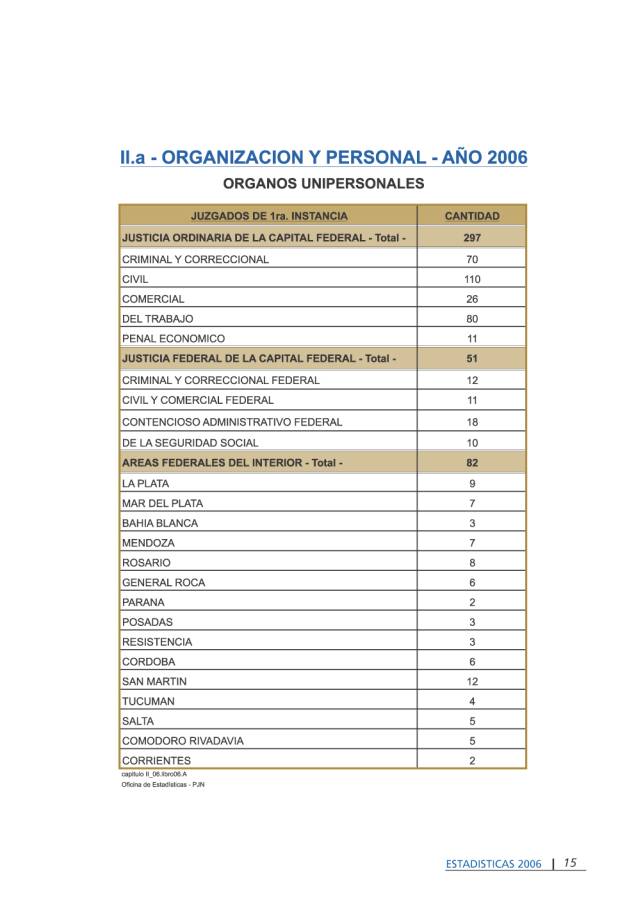 II.a - ORGANIZACION Y PERSONAL - AÑO 2006
ORGANOS UNIPERSONALES
JUZGADOS DE 1ra. INSTANCIA CANTIDAD
JUSTICIA ORDINARIA DE LA CAPITAL FEDERAL - Total - 297
CRIMINAL Y CORRECCIONAL 70
CIVIL 110
COMERCIAL 26
DEL TRABAJO 80
PENAL ECONOMICO 11
JUSTICIA FEDERAL DE LA CAPITAL FEDERAL - Total - 51
CRIMINAL Y CORRECCIONAL FEDERAL 12
CIVIL Y COMERCIAL FEDERAL 11
CONTENCIOSO ADMINISTRATIVO FEDERAL 18
DE LA SEGURIDAD SOCIAL 10
AREAS FEDERALES DEL INTERIOR - Total - 82
LA PLATA 9
MAR DEL PLATA 7
BAHIA BLANCA 3
MENDOZA 7
ROSARIO 8
GENERAL ROCA 6
PARANA 2
POSADAS 3
RESISTENCIA 3
CORDOBA 6
SAN MARTIN 12
TUCUMAN 4
SALTA 5
COMODORO RIVADAVIA 5
CORRIENTES 2
capítulo II_06.libro06.A
Oficina de Estadísticas - PJN
ESTADISTICAS 2006 | 15